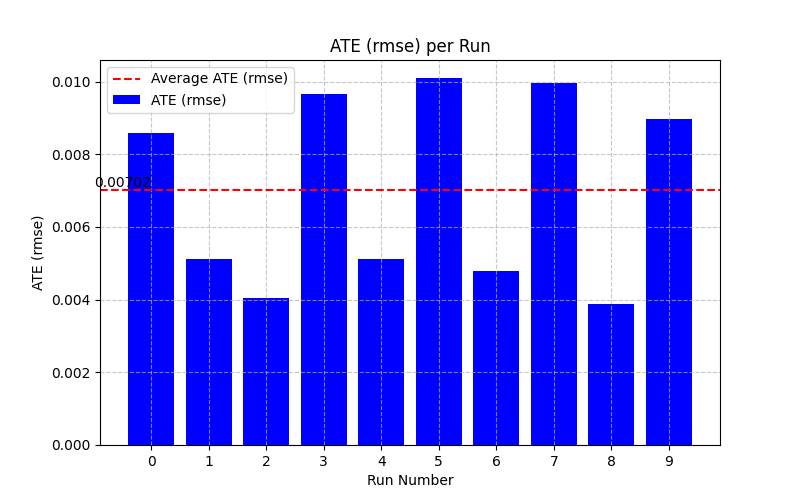 ATE (rmse) per Run
Average ATE (rmse)
ATE (rmse)
0.010
0.008
0.006
0.004
0.002
0.000
0.00702
ATE (rmse)
0 1 2 3 4 5 6 7 8 9
Run Number